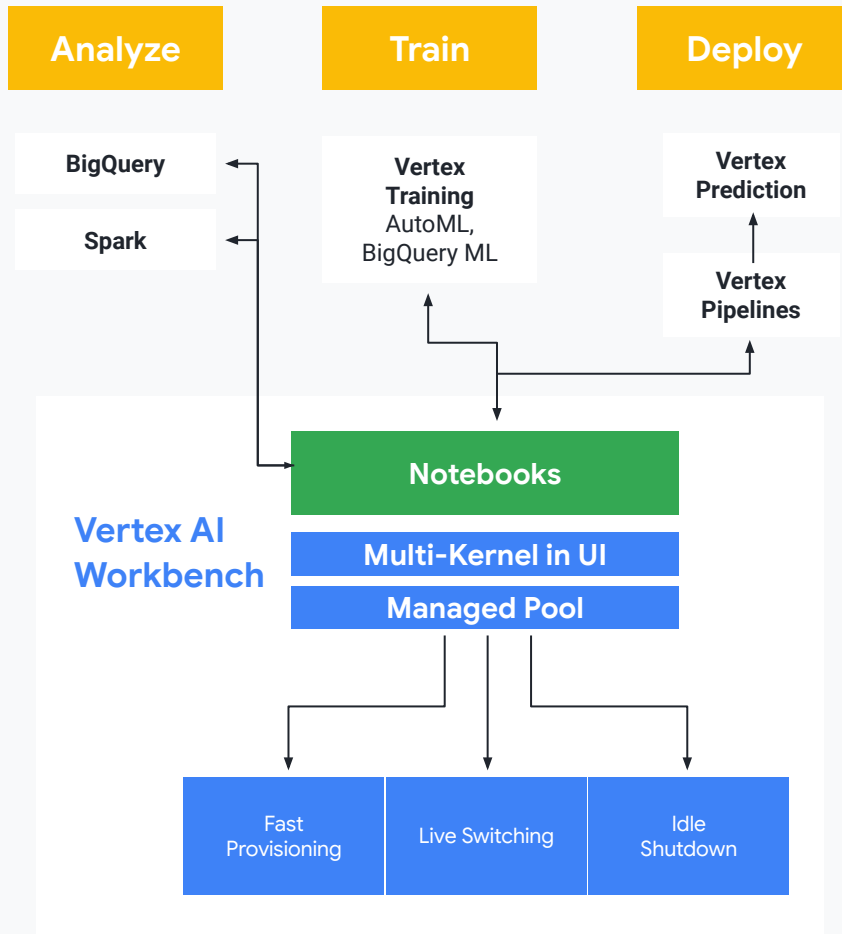 Analyze
Train
Deploy
BigQuery
Spark
Vertex
Training
AutoML,
BigQuery ML
Vertex
Prediction
Vertex
Pipelines
Vertex AI
Workbench
Notebooks
Multi-Kernel in UI
Managed Pool
Fast
Provisioning
Live Switching
Idle
Shutdown